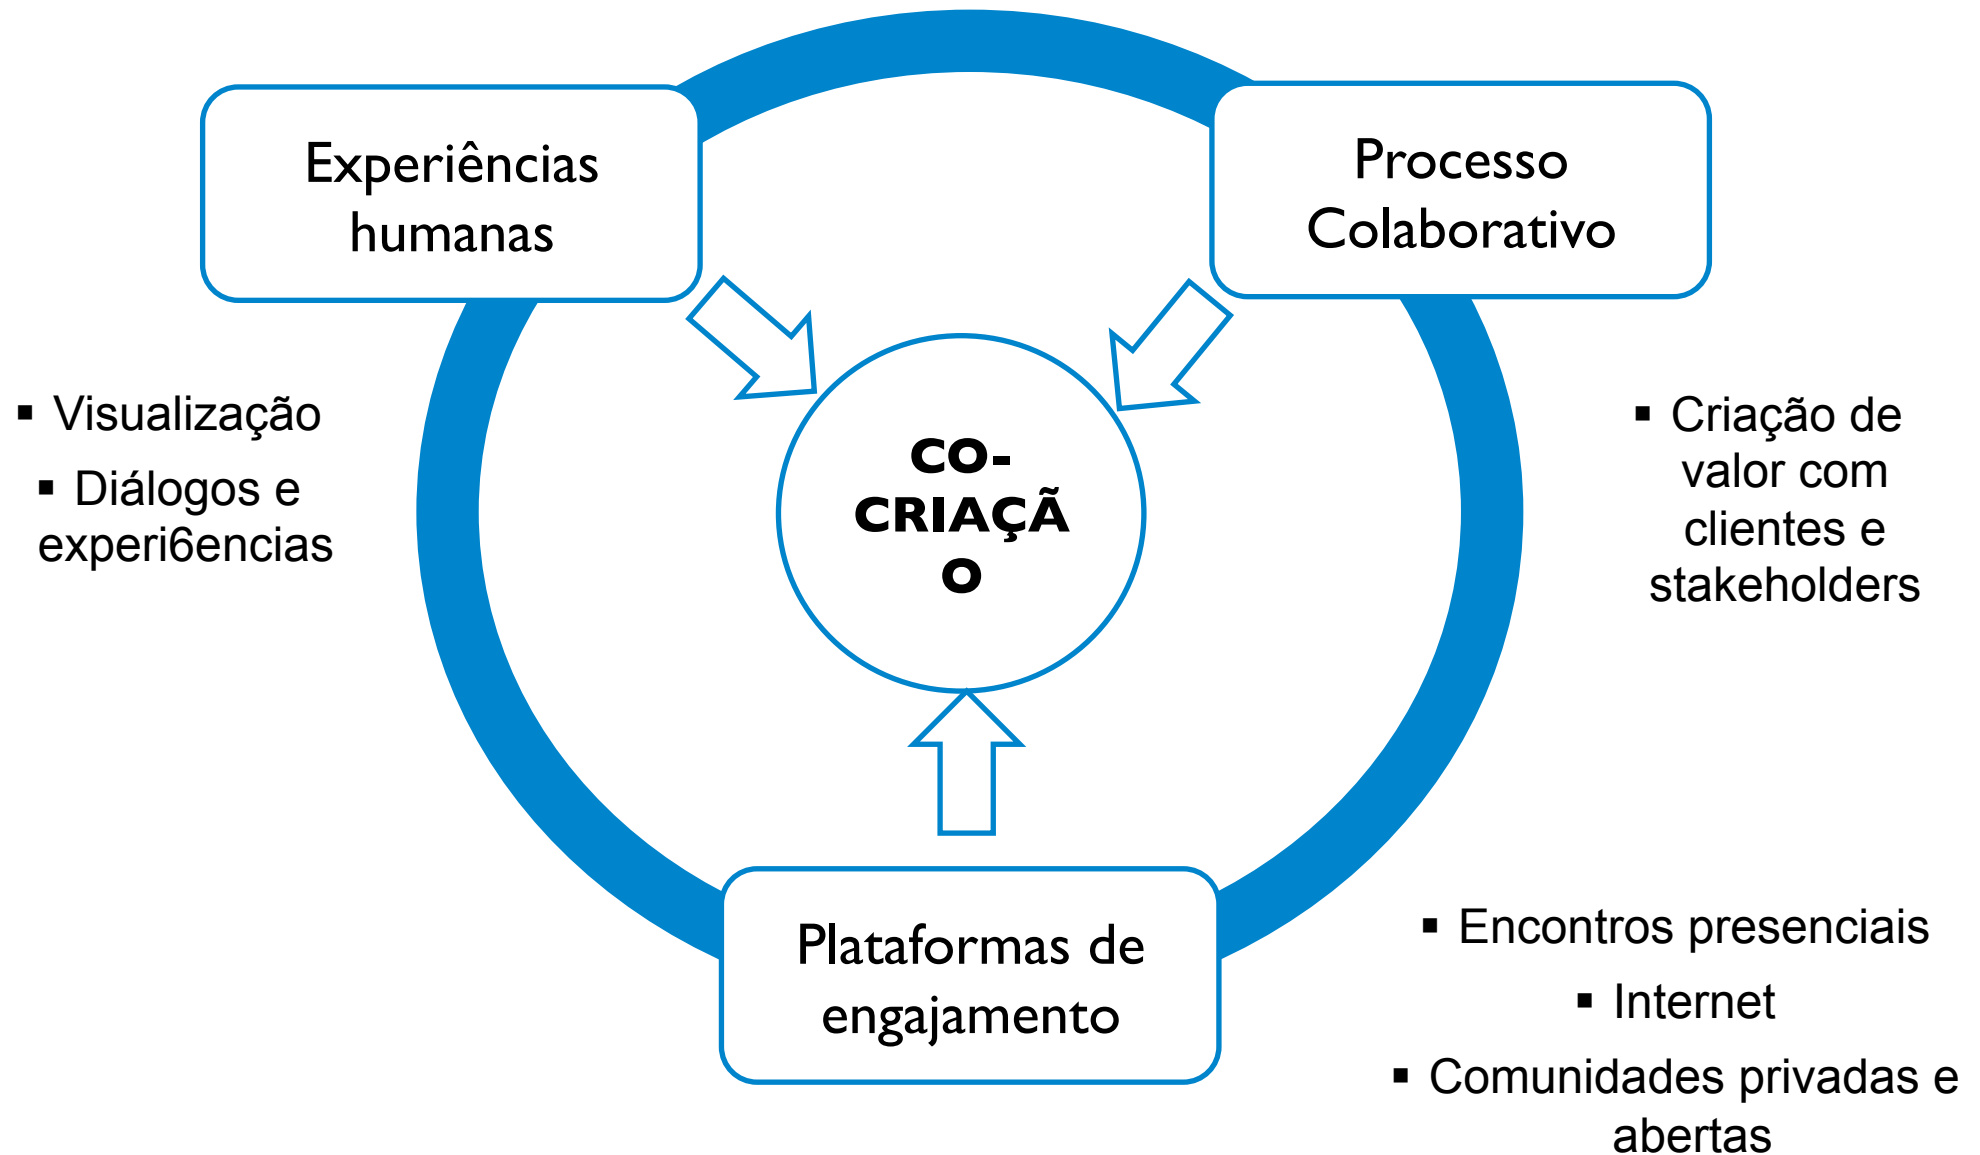 Experiências
humanas
Processo
Colaborativo
▪ Visualização
▪ Diálogos e
experi6encias
CO-
CRIAÇÃ
O
▪ Criação de
valor com
clientes e
stakeholders
Plataformas de
engajamento
▪ Encontros presenciais
▪ Internet
▪ Comunidades privadas e
abertas